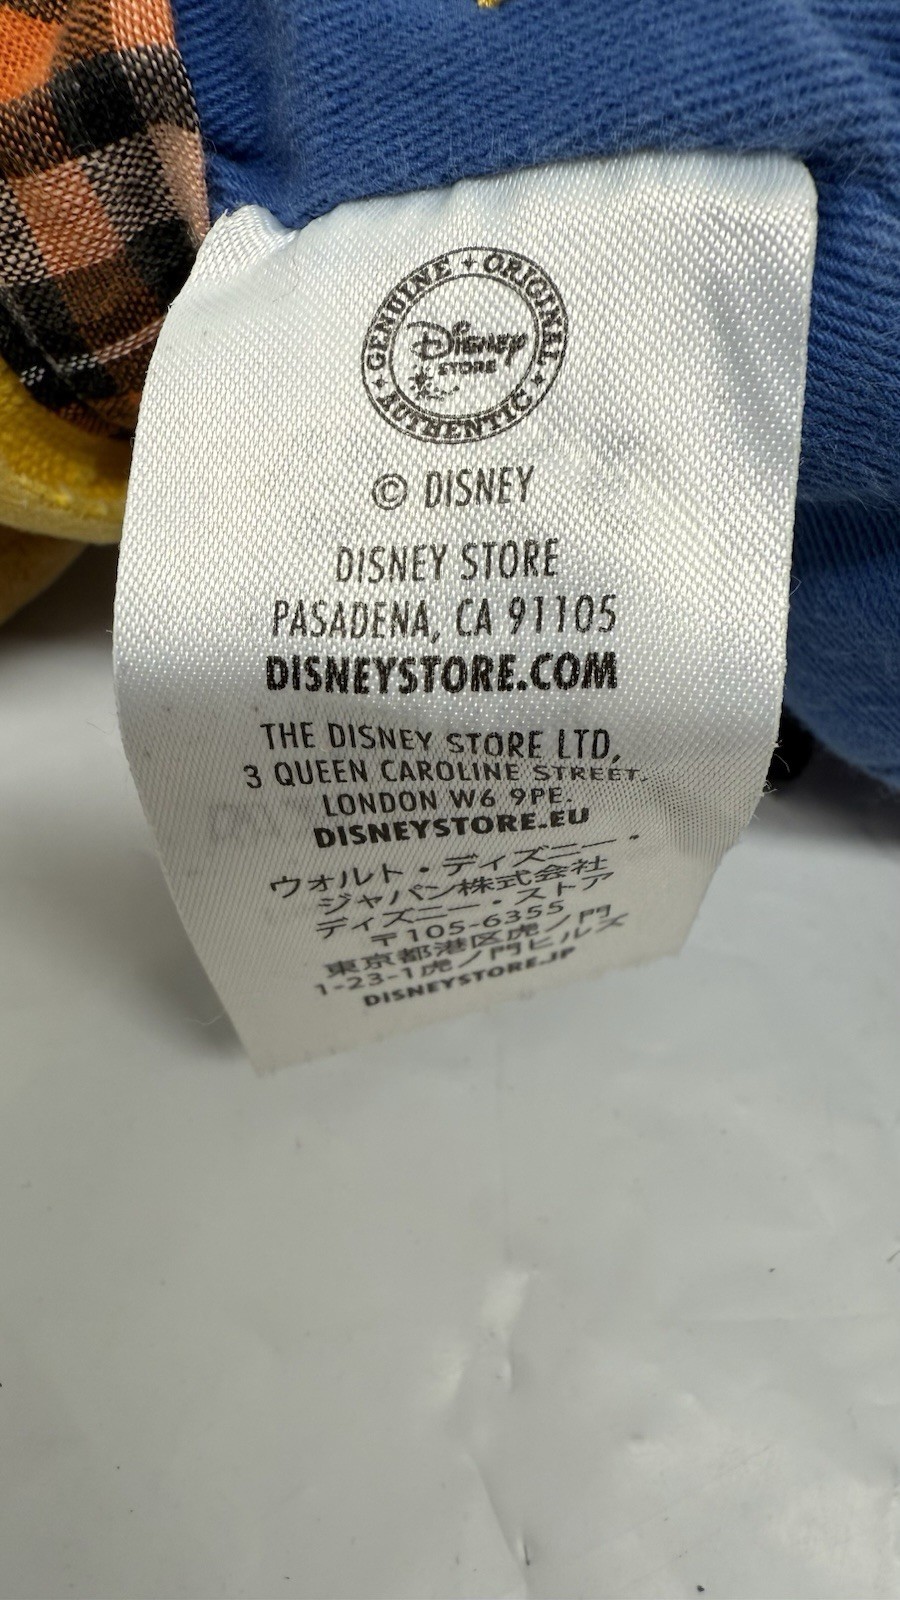 GENUINE ORIGINAL AUTHENTIC
Disney
STORE
© DISNEY
DISNEY STORE
PASADENA, CA 91105
DISNEYSTORE.COM
THE DISNEY STORE LTD,
3 QUEEN CAROLINE STREET,
LONDON W6 9PE.
DISNEYSTORE.EU
ウォルト・ディズニー・
ジャパン株式会社
ディズニー・ストア
〒105-6355
東京都港区虎ノ門
1-23-1虎ノ門ヒルズ
DISNEYSTORE.JP